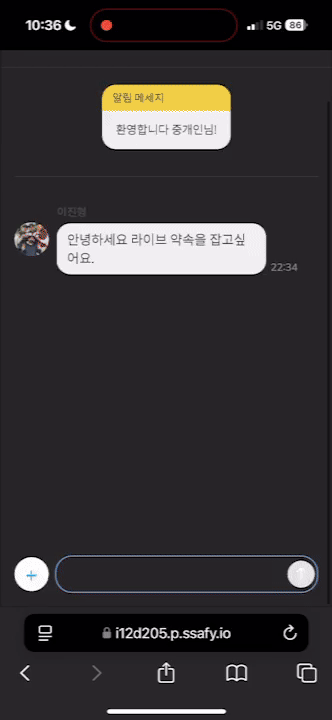 10:36
5G 86
알림 메세지
환영합니다 중개인님!
이진형
안녕하세요 라이브 약속을 잡고싶
어요.
22:34
i12d205.p.ssafy.io